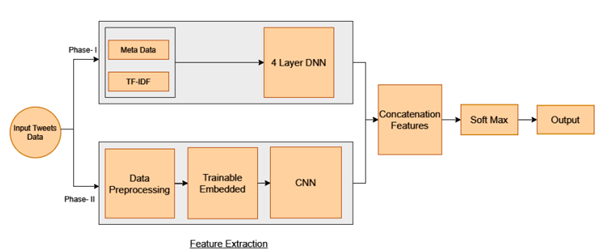 Phase- I
Meta Data
TF-IDF
4 Layer DNN
Input Tweets
Data
Concatenation
Features
Soft Max
Output
Data
Preprocessing
Trainable
Embedded
CNN
Phase- II
Feature Extraction